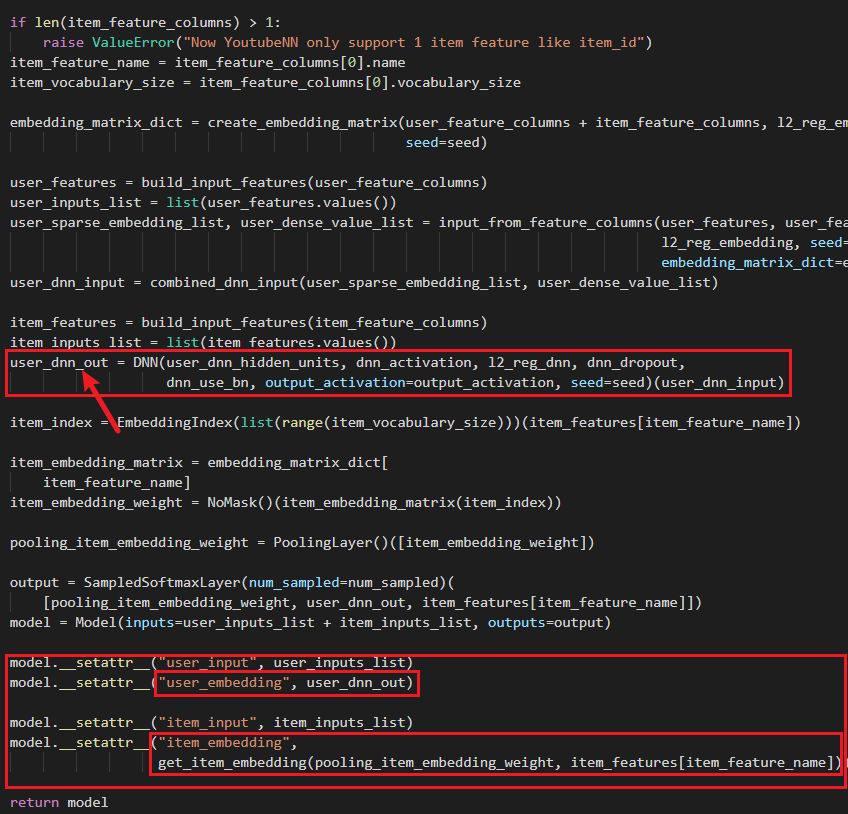 if len(item_feature_columns) > 1:
raise ValueError("Now YoutubeNN only support 1 item feature like item_id")
item_feature_name = item_feature_columns[0].name
item_vocabulary_size = item_feature_columns[0].vocabulary_size
embedding_matrix_dict = create_embedding_matrix(user_feature_columns + item_feature_columns, l2_reg_em
seed=seed)
user_features = build_input_features(user_feature_columns)
user_inputs_list = list(user_features.values())
user_sparse_embedding_list, user_dense_value_list = input_from_feature_columns(user_features, user_fea
l2_reg_embedding, seed=
embedding_matrix_dict=e
user_dnn_input = combined_dnn_input(user_sparse_embedding_list, user_dense_value_list)
item_features = build_input_features(item_feature_columns)
item_inputs_list = list(item_features.values())
user_dnn_out = DNN(user_dnn_hidden_units, dnn_activation, l2_reg_dnn, dnn_dropout,
dnn_use_bn, output_activation=output_activation, seed=seed)(user_dnn_input)
item_index = EmbeddingIndex(list(range(item_vocabulary_size)))(item_features[item_feature_name])
item_embedding_matrix = embedding_matrix_dict[
item_feature_name]
item_embedding_weight = NoMask()(item_embedding_matrix(item_index))
pooling_item_embedding_weight = PoolingLayer()([item_embedding_weight])
output = SampledSoftmaxLayer(num_sampled=num_sampled)(
[pooling_item_embedding_weight, user_dnn_out, item_features[item_feature_name]])
model = Model(inputs=user_inputs_list + item_inputs_list, outputs=output)
model.__setattr__("user_input", user_inputs_list)
model.__setattr__("user_embedding", user_dnn_out)
model.__setattr__("item_input", item_inputs_list)
model.__setattr__("item_embedding",
get_item_embedding(pooling_item_embedding_weight, item_features[item_feature_name])
return model